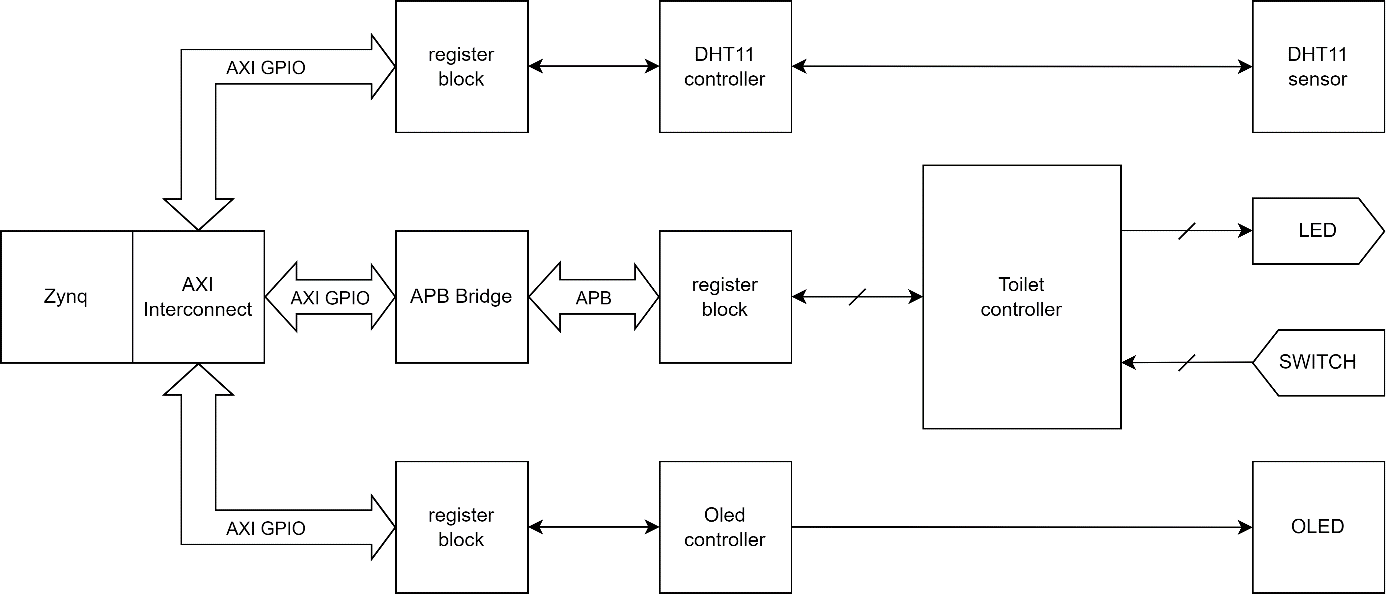 AXI GPIO
register
block
DHT11
controller
DHT11
sensor
Zynq
AXI
Interconnect
AXI GPIO
APB Bridge
APB
register
block
Toilet
controller
LED
SWITCH
AXI GPIO
register
block
Oled
controller
OLED